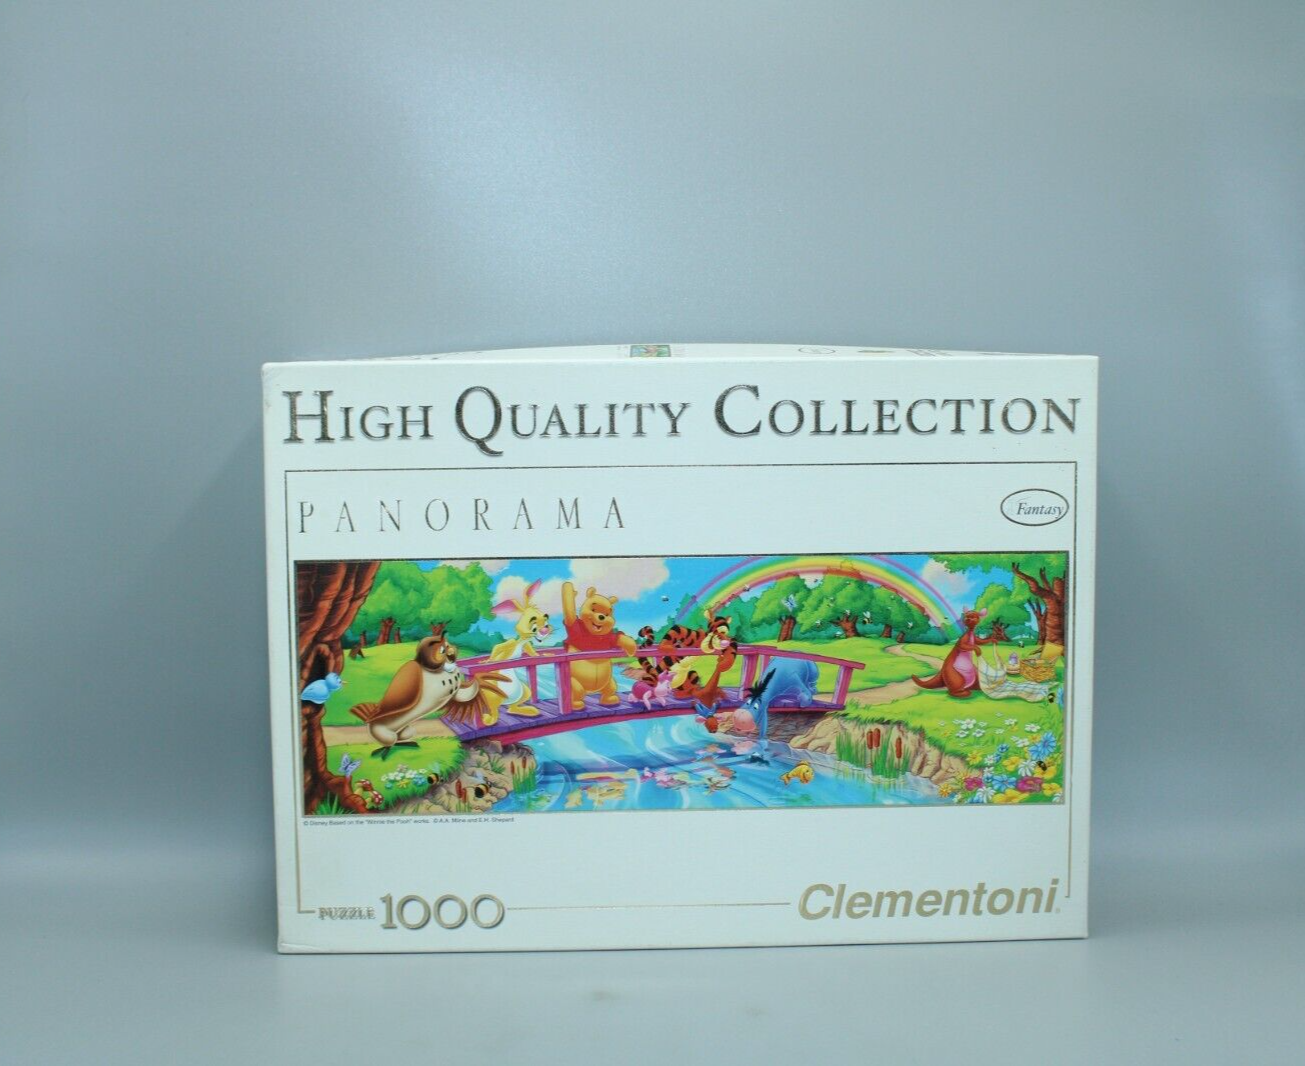 HIGH QUALITY COLLECTION
PANORAMA
Fantasy
© Disney Based on the "Winnie the Pooh" works. © A.A. Milne and E.H. Shepard
PUZZLE 1000
Clementoni